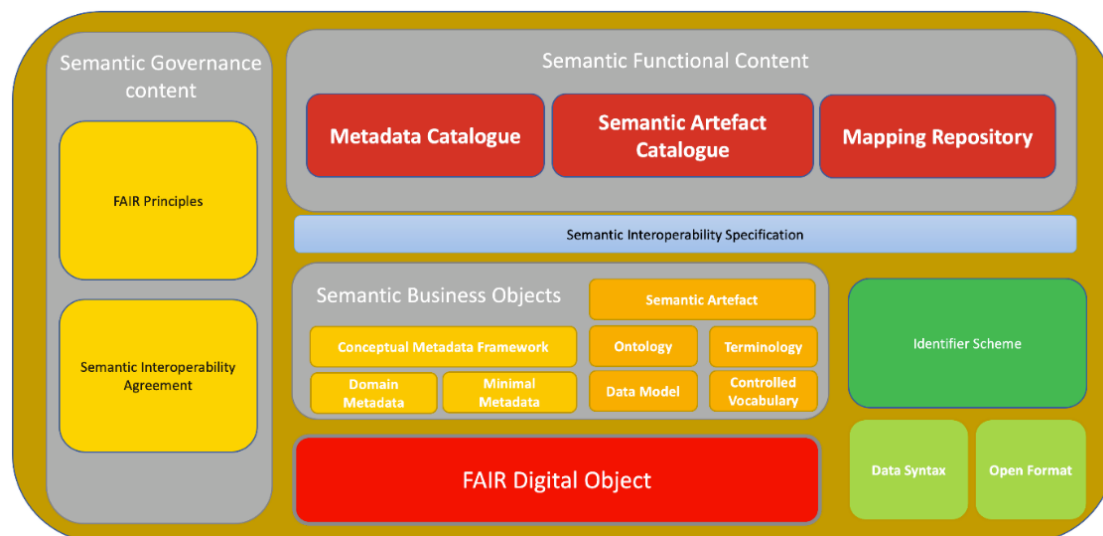 Semantic Governance
content
FAIR Principles
Semantic Interoperability
Agreement
Semantic Functional Content
Metadata Catalogue
Semantic Artefact
Catalogue
Mapping Repository
Semantic Interoperability Specification
Semantic Business Objects
Conceptual Metadata Framework
Domain
Metadata
Minimal
Metadata
Semantic Artefact
Ontology
Terminology
Data Model
Controlled
Vocabulary
Identifier Scheme
FAIR Digital Object
Data Syntax
Open Format